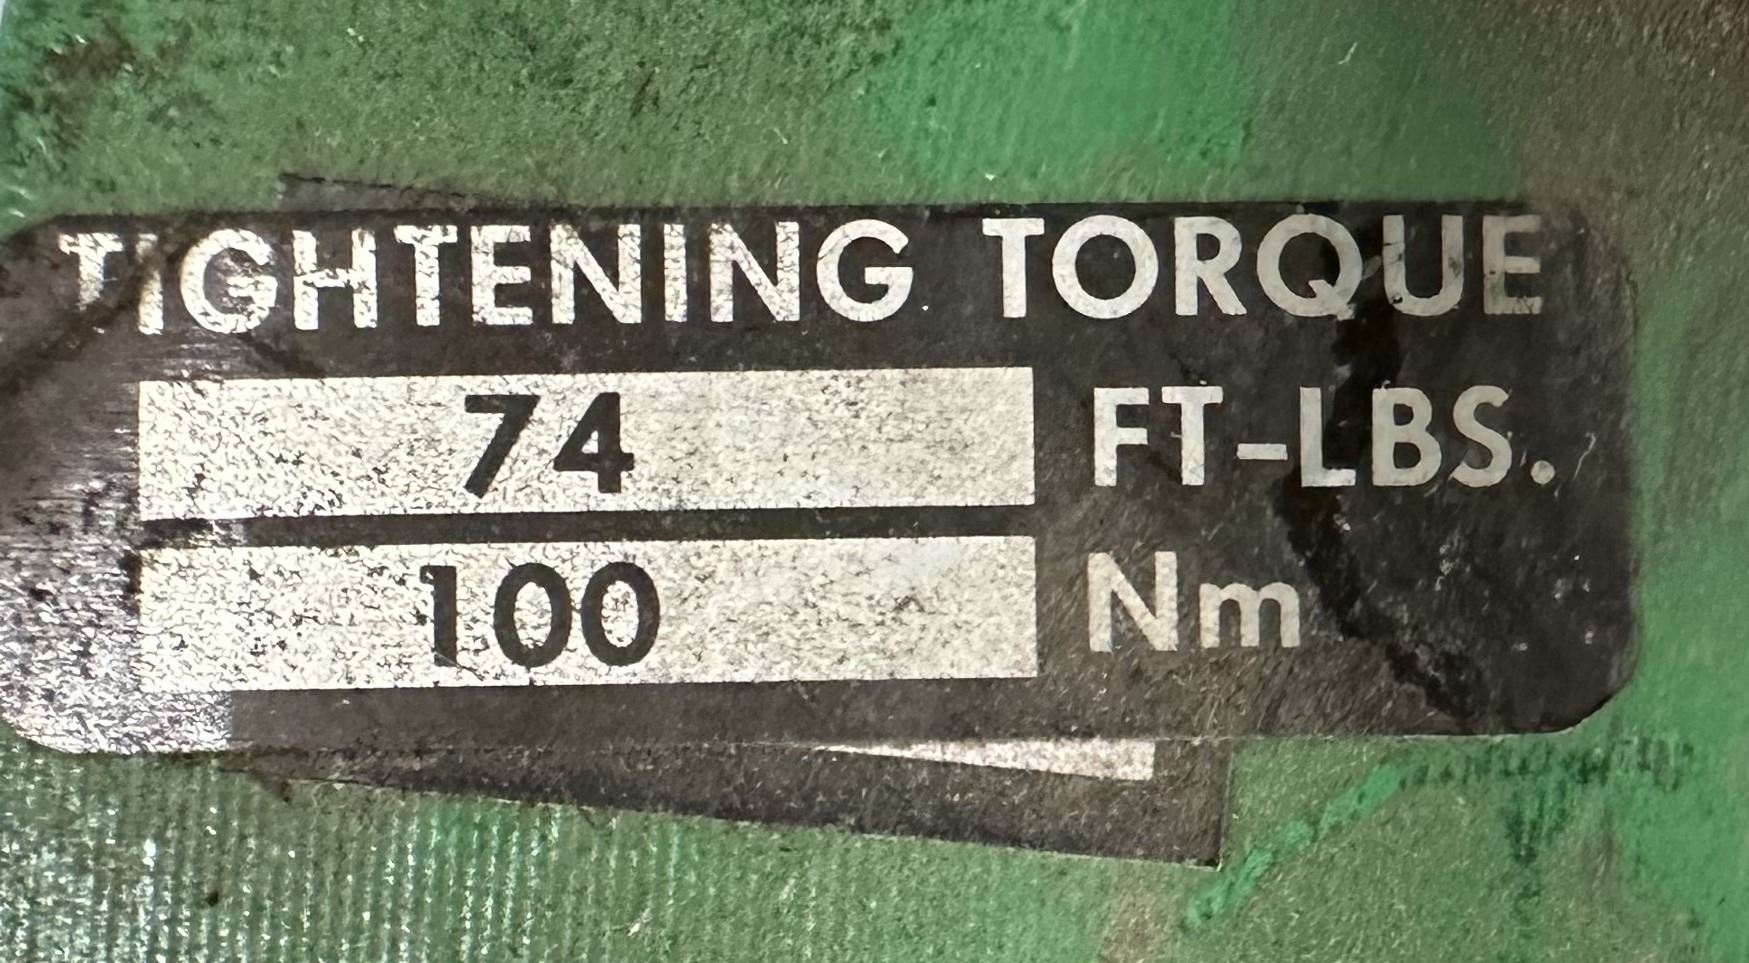 TIGHTENING TORQUE
74 FT-LBS.
100 Nm